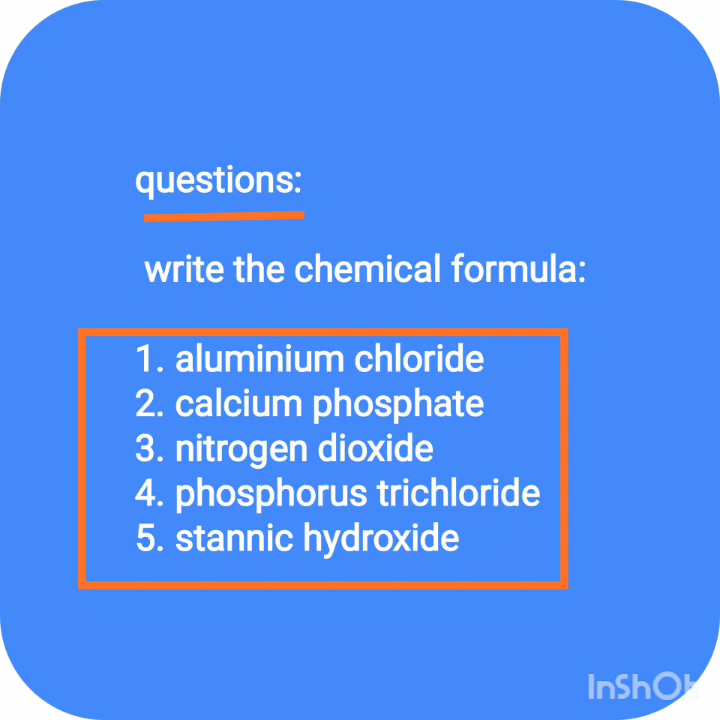 questions:
write the chemical formula:
1. aluminium chloride
2. calcium phosphate
3. nitrogen dioxide
4. phosphorus trichloride
5. stannic hydroxide